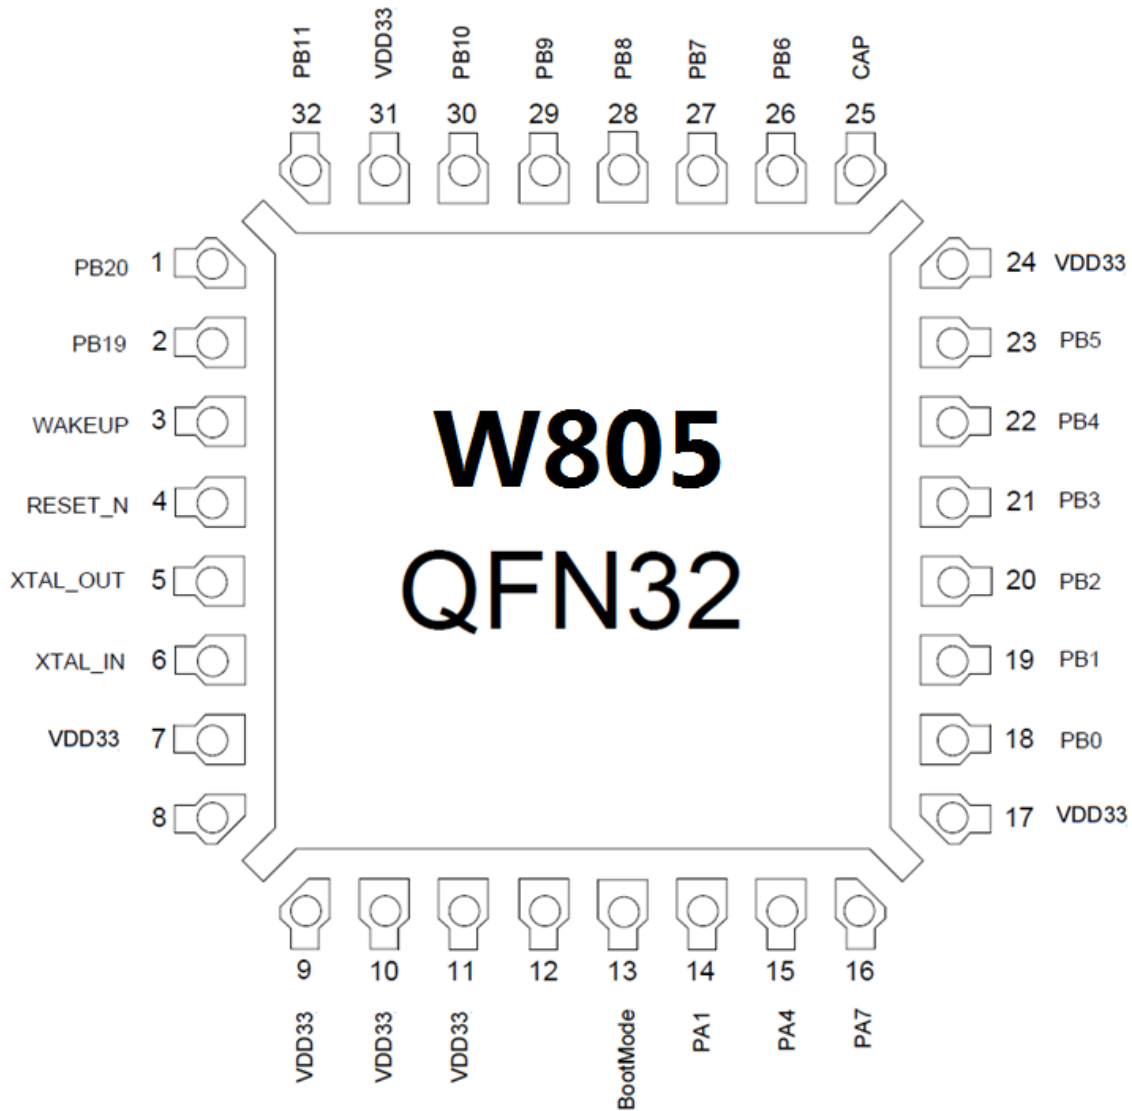 PB11 VDD33 PB10 PB9 PB8 PB7 PB6 CAP
32 31 30 29 28 27 26 25
PB20 1
PB19 2
WAKEUP 3
RESET_N 4
XTAL_OUT 5
XTAL_IN 6
VDD33 7
8
W805
QFN32
24 VDD33
23 PB5
22 PB4
21 PB3
20 PB2
19 PB1
18 PB0
17 VDD33
9 10 11 12 13 14 15 16
VDD33 VDD33 VDD33 BootMode PA1 PA4 PA7